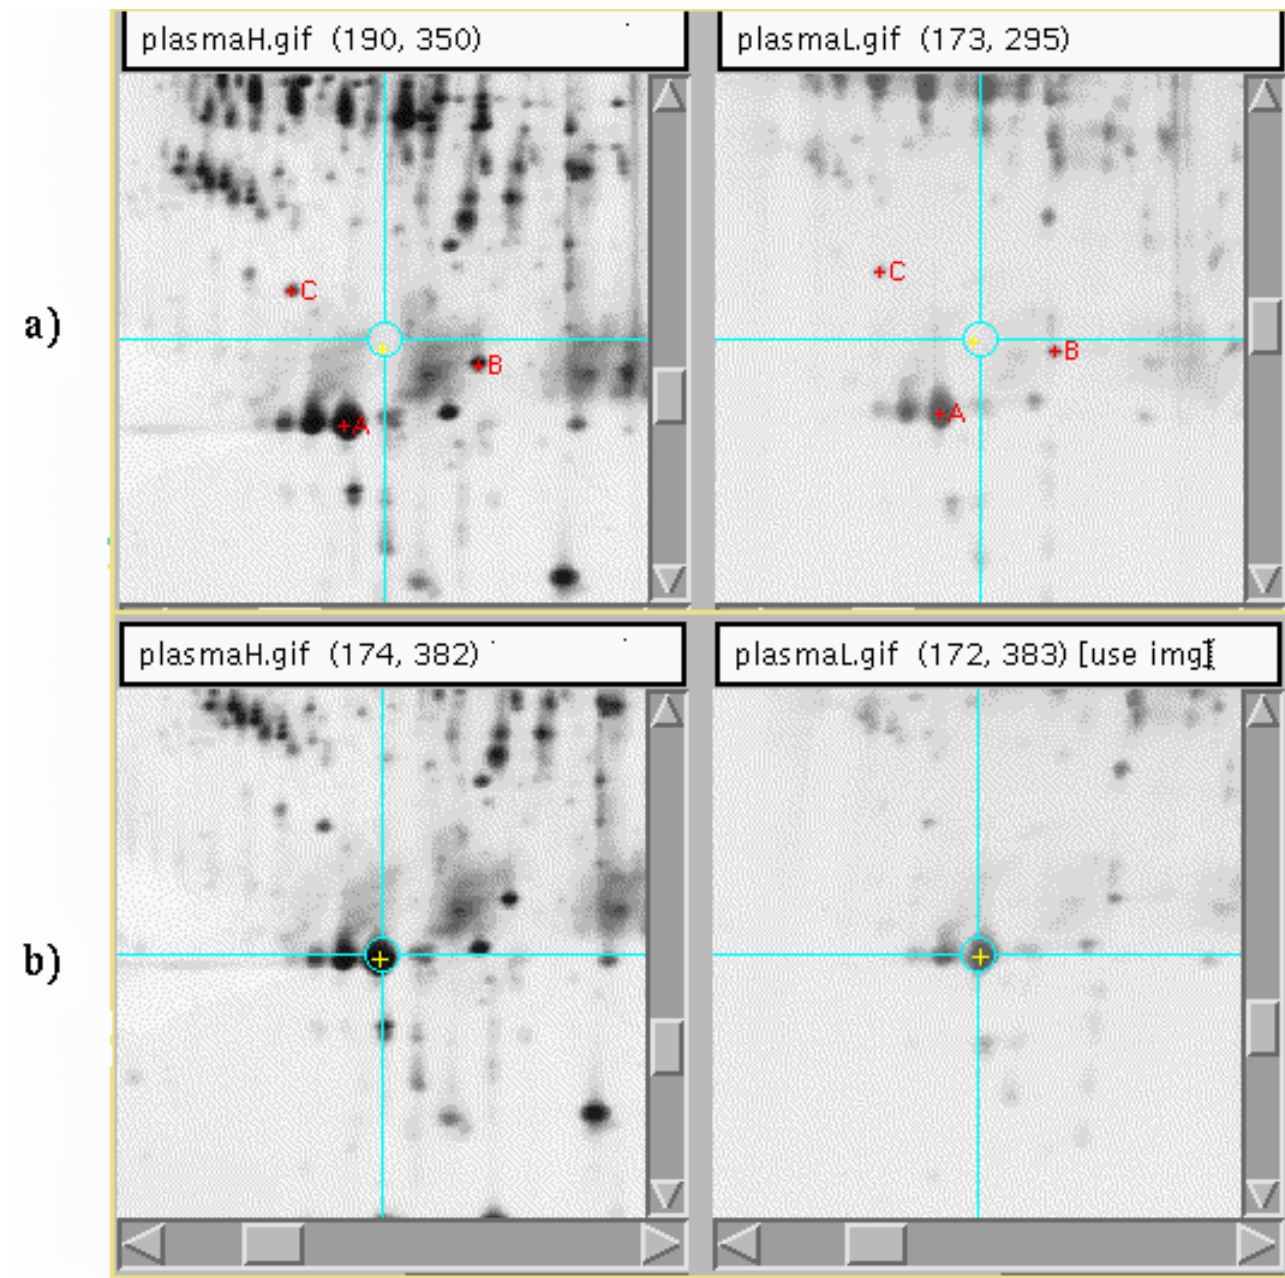 plasmaH.gif (190, 350)
plasmaL.gif (173, 295)
a)
C
B
A
C
B
A
plasmaH.gif (174, 382)
plasmaL.gif (172, 383) [use img]
b)